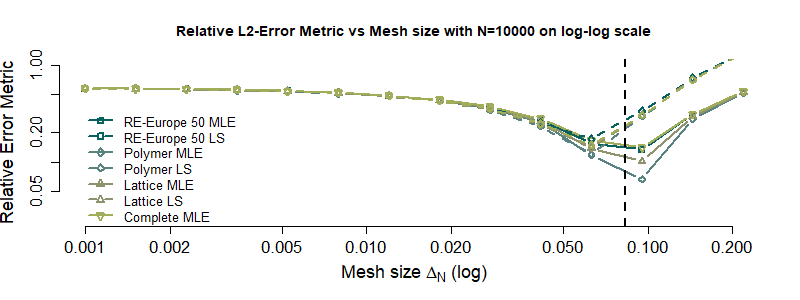 Relative L2-Error Metric vs Mesh size with N=10000 on log-log scale
Relative Error Metric
1.00
0.20
0.05
RE-Europe 50 MLE
RE-Europe 50 LS
Polymer MLE
Polymer LS
Lattice MLE
Lattice LS
Complete MLE
0.001 0.002 0.005 0.010 0.020 0.050 0.100 0.200
Mesh size Δ_N (log)